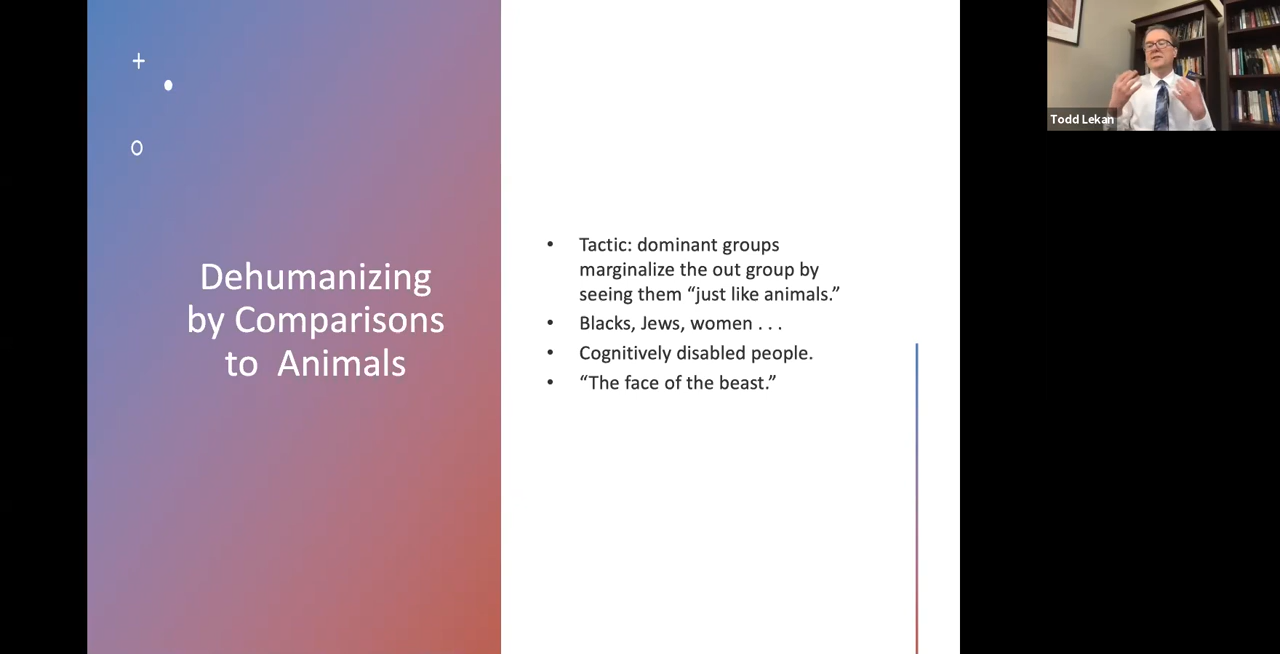 Dehumanizing
by Comparisons
to Animals
• Tactic: dominant groups
marginalize the out group by
seeing them “just like animals.”
• Blacks, Jews, women . . .
• Cognitively disabled people.
• “The face of the beast.”
Todd Lekan